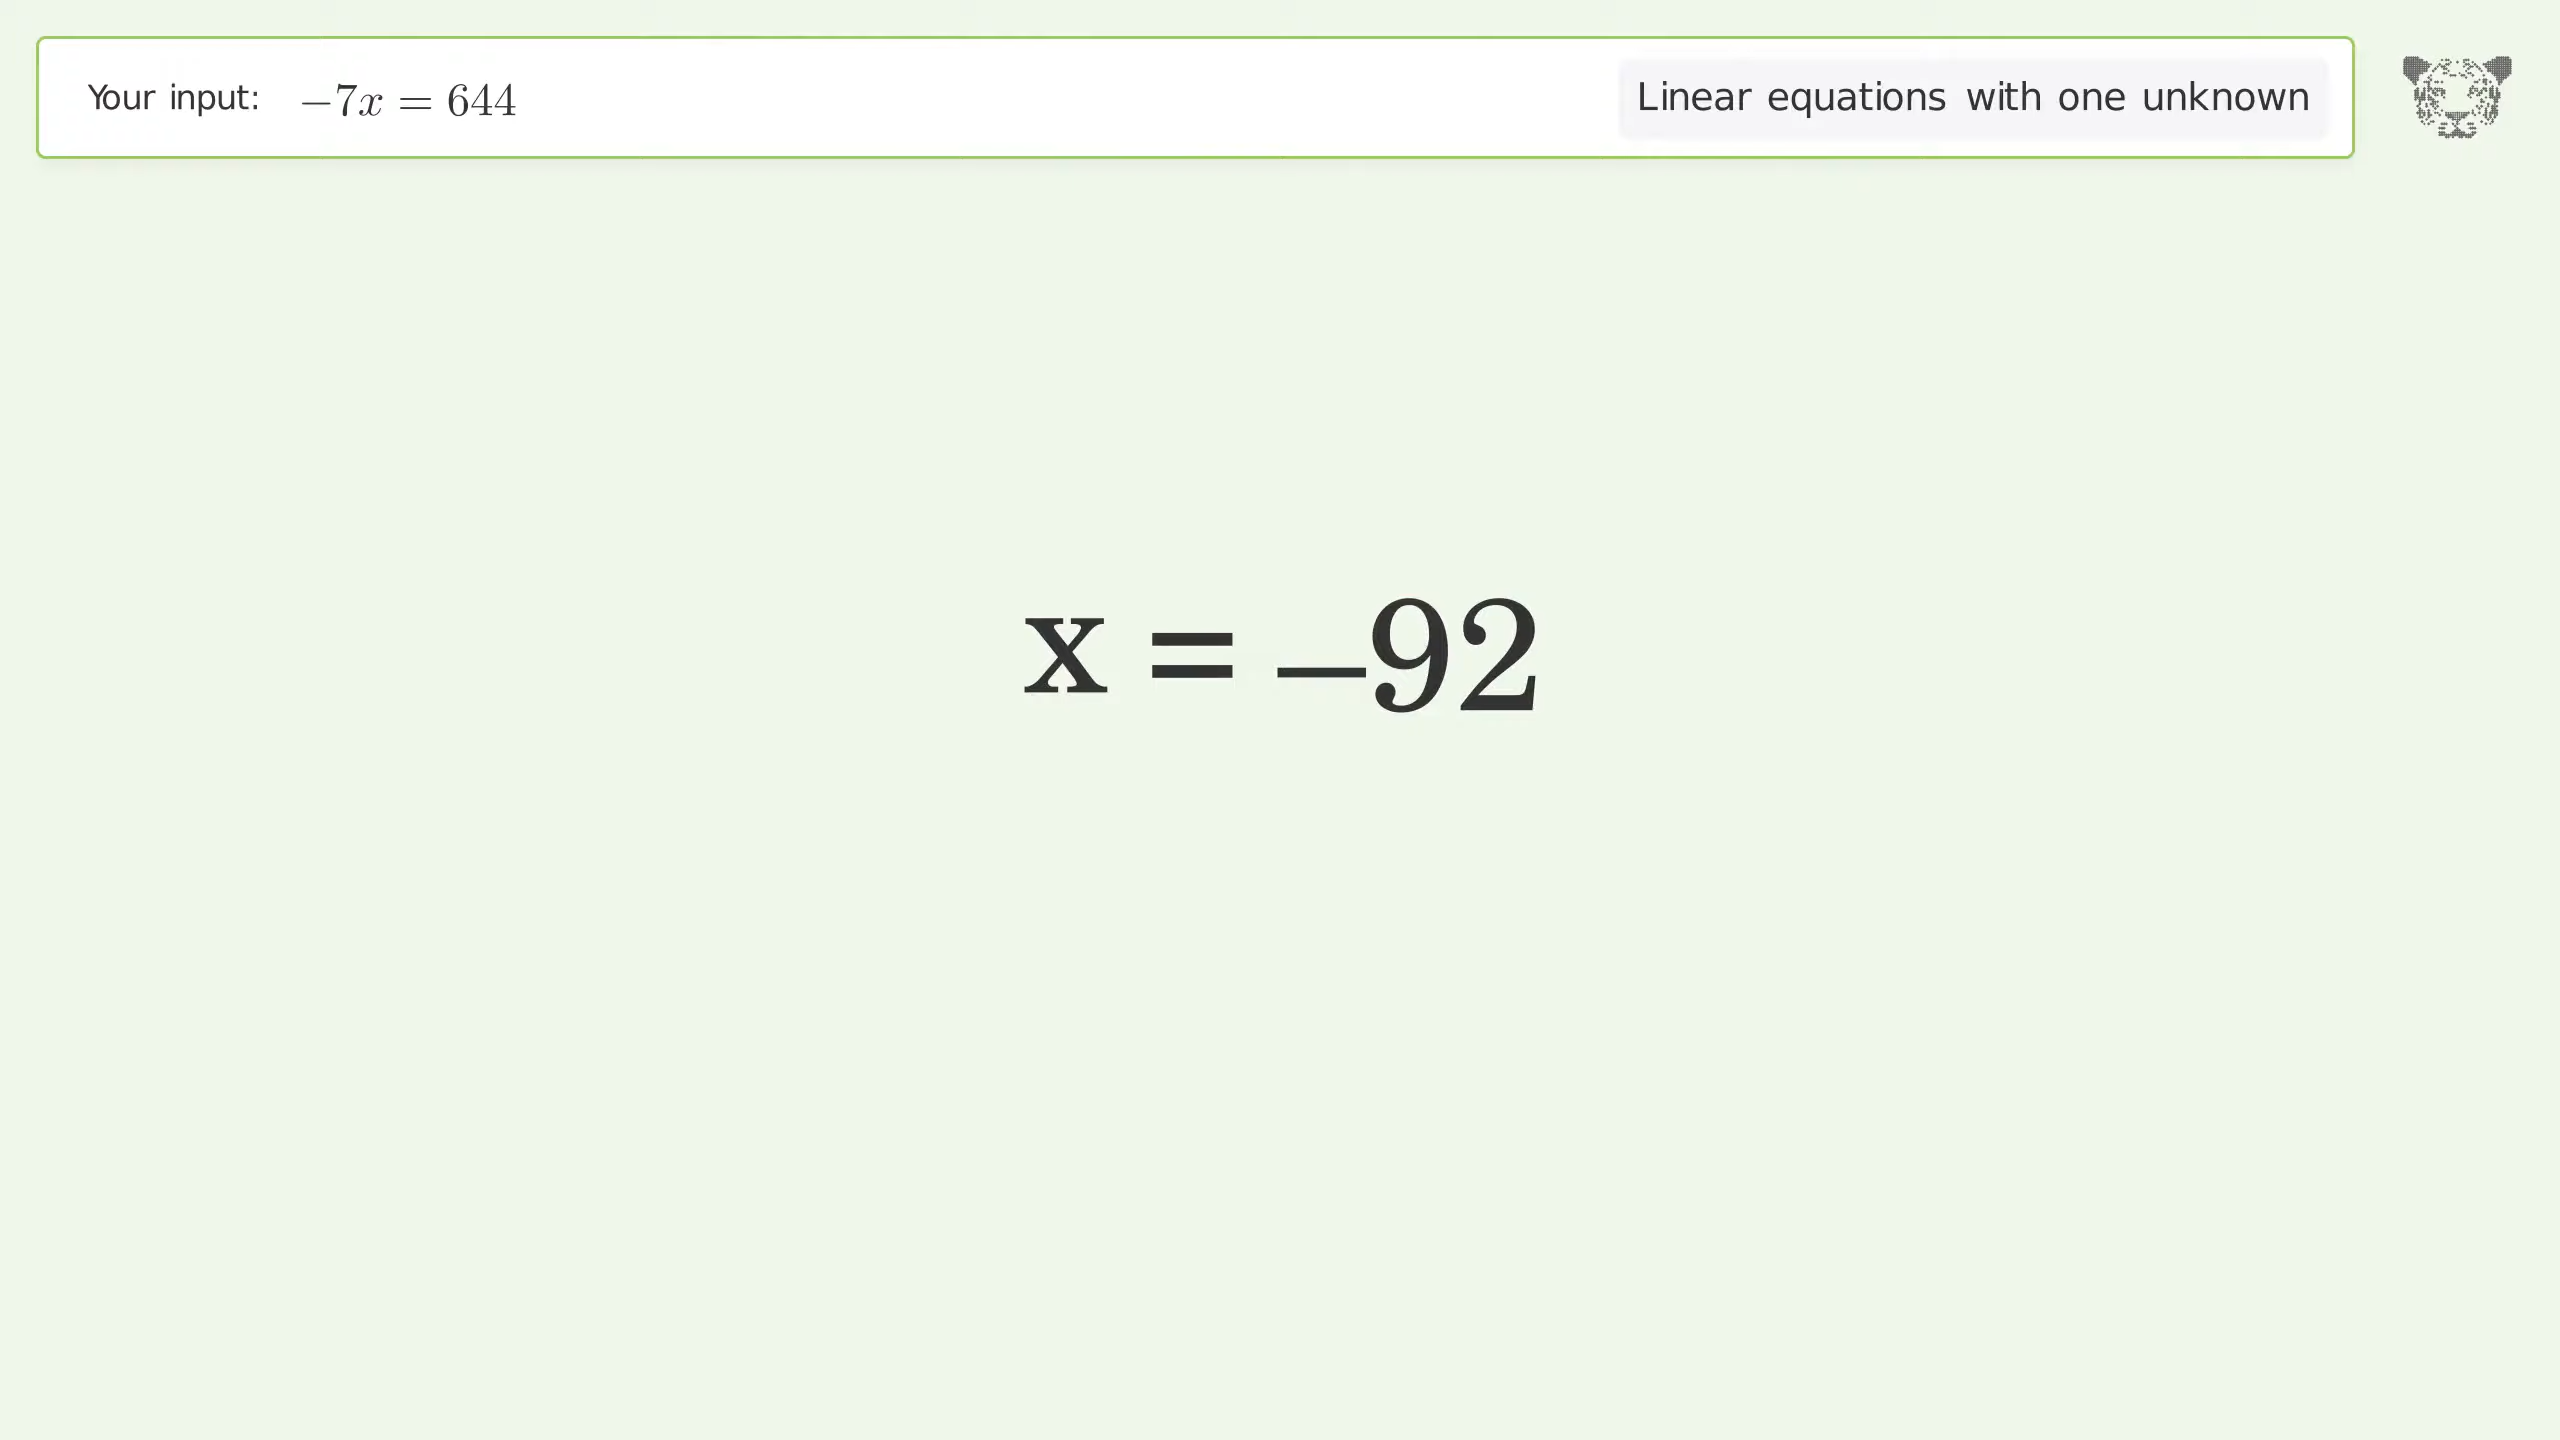 Your input: −7x = 644
Linear equations with one unknown
x = −92